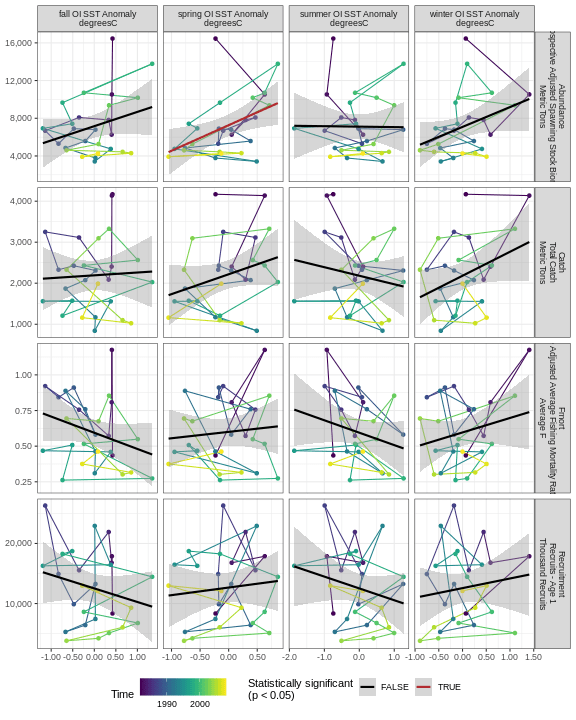 fall OI SST Anomaly
degreesC
spring OI SST Anomaly
degreesC
summer OI SST Anomaly
degreesC
winter OI SST Anomaly
degreesC
16,000
12,000
8,000
4,000
Abundance
Adjusted Spawning Stock
Metric Tons
4,000
3,000
2,000
1,000
Catch
Total Catch
Metric Tons
1.00
0.75
0.50
0.25
Fmort
Adjusted Average Fishing Mortality
Average F
20,000
10,000
Recruitment
Recruits - Age 1
Thousand Recruits
-1.00 -0.50 0.00 0.50 1.00
-1.00 -0.50 0.00 0.50
-2.0 -1.0 0.0 1.0
-1.00 -0.50 0.00 0.50 1.00 1.50
Time
1990 2000
Statistically significant
(p < 0.05)
FALSE
TRUE